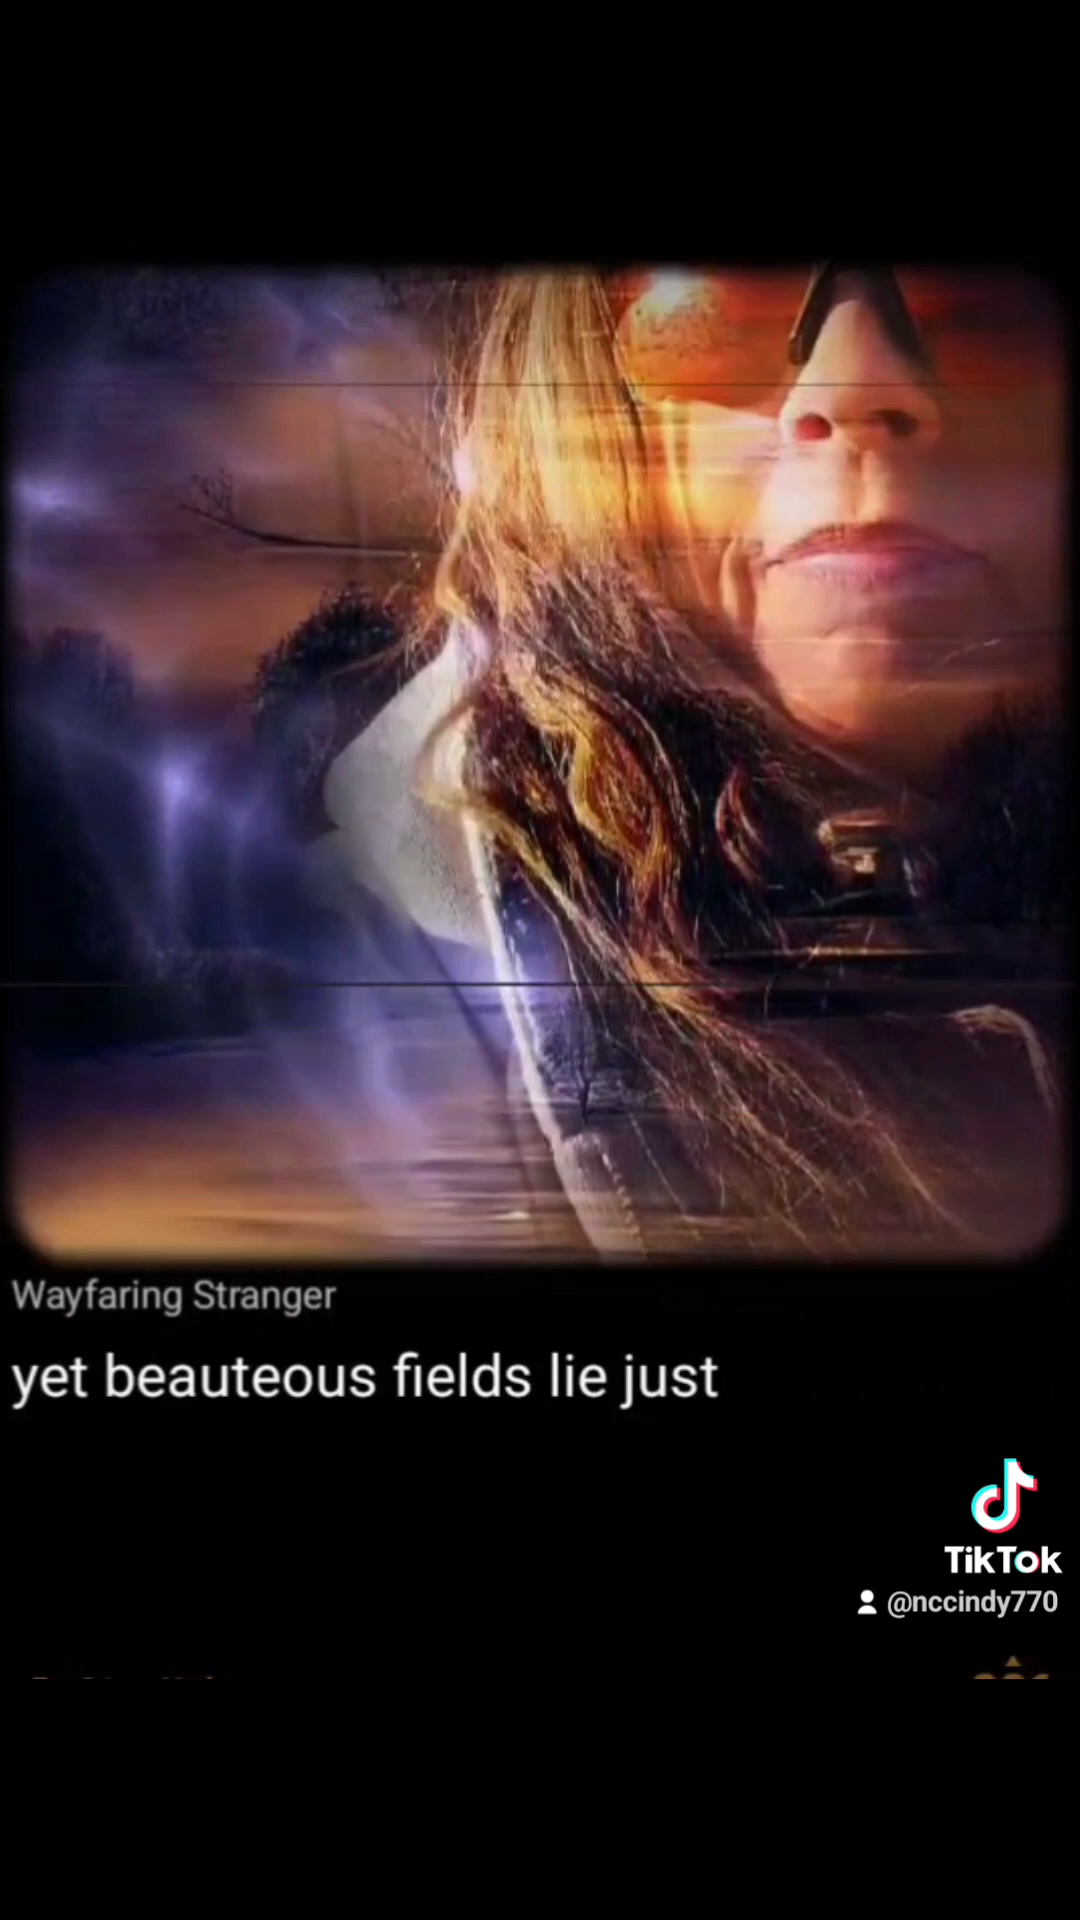 Wayfaring Stranger
yet beauteous fields lie just
TikTok
@nccindy770